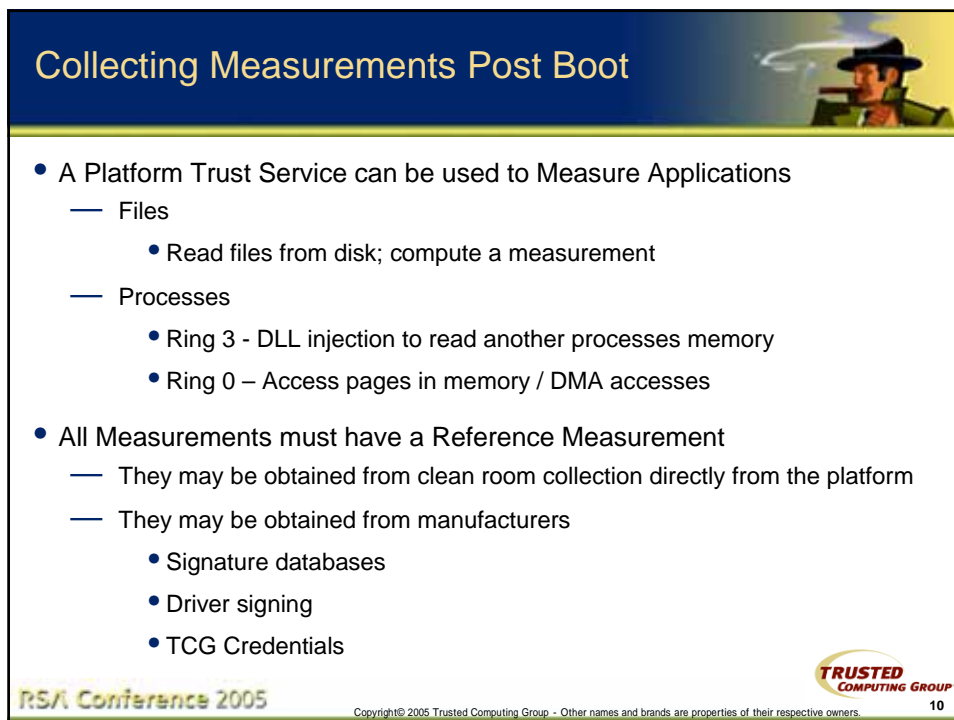 Collecting Measurements Post Boot
• A Platform Trust Service can be used to Measure Applications
— Files
• Read files from disk; compute a measurement
— Processes
• Ring 3 - DLL injection to read another processes memory
• Ring 0 – Access pages in memory / DMA accesses
• All Measurements must have a Reference Measurement
— They may be obtained from clean room collection directly from the platform
— They may be obtained from manufacturers
• Signature databases
• Driver signing
• TCG Credentials
RSA Conference 2005
Copyright© 2005 Trusted Computing Group - Other names and brands are properties of their respective owners.
TRUSTED
COMPUTING GROUP
10